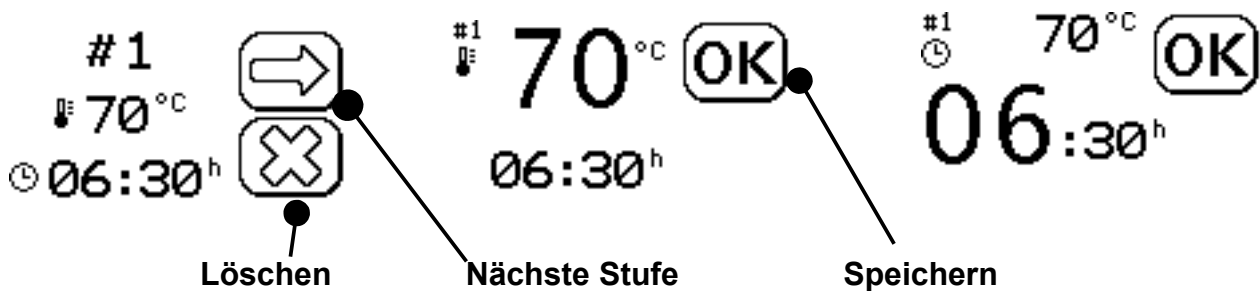 #1
70°C
06:30h
#1
70°C
OK
06:30h
#1
70°C
OK
06:30h
Löschen
Nächste Stufe
Speichern